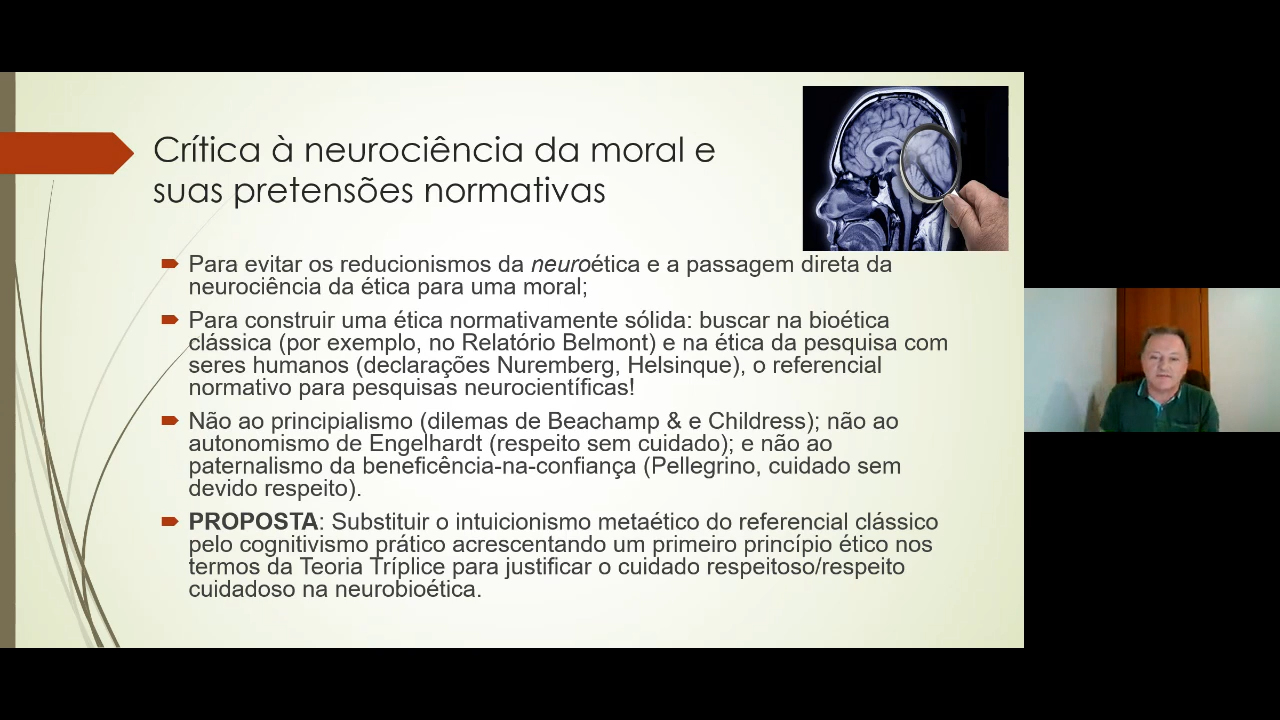 Crítica à neurociência da moral e
suas pretensões normativas
Para evitar os reducionismos da neuroética e a passagem direta da
neurociência da ética para uma moral;
Para construir uma ética normativamente sólida: buscar na bioética
clássica (por exemplo, no Relatório Belmont) e na ética da pesquisa com
seres humanos (declarações Nuremberg, Helsinque), o referencial
normativo para pesquisas neurocientíficas!
Não ao principialismo (dilemas de Beachamp & e Childress); não ao
autonomismo de Engelhardt (respeito sem cuidado); e não ao
paternalismo da beneficência-na-confiança (Pellegrino, cuidado sem
devido respeito).
PROPOSTA: Substituir o intuicionismo metaético do referencial clássico
pelo cognitivismo prático acrescentando um primeiro princípio ético nos
termos da Teoria Tríplice para justificar o cuidado respeitoso/respeito
cuidadoso na neurobioética.